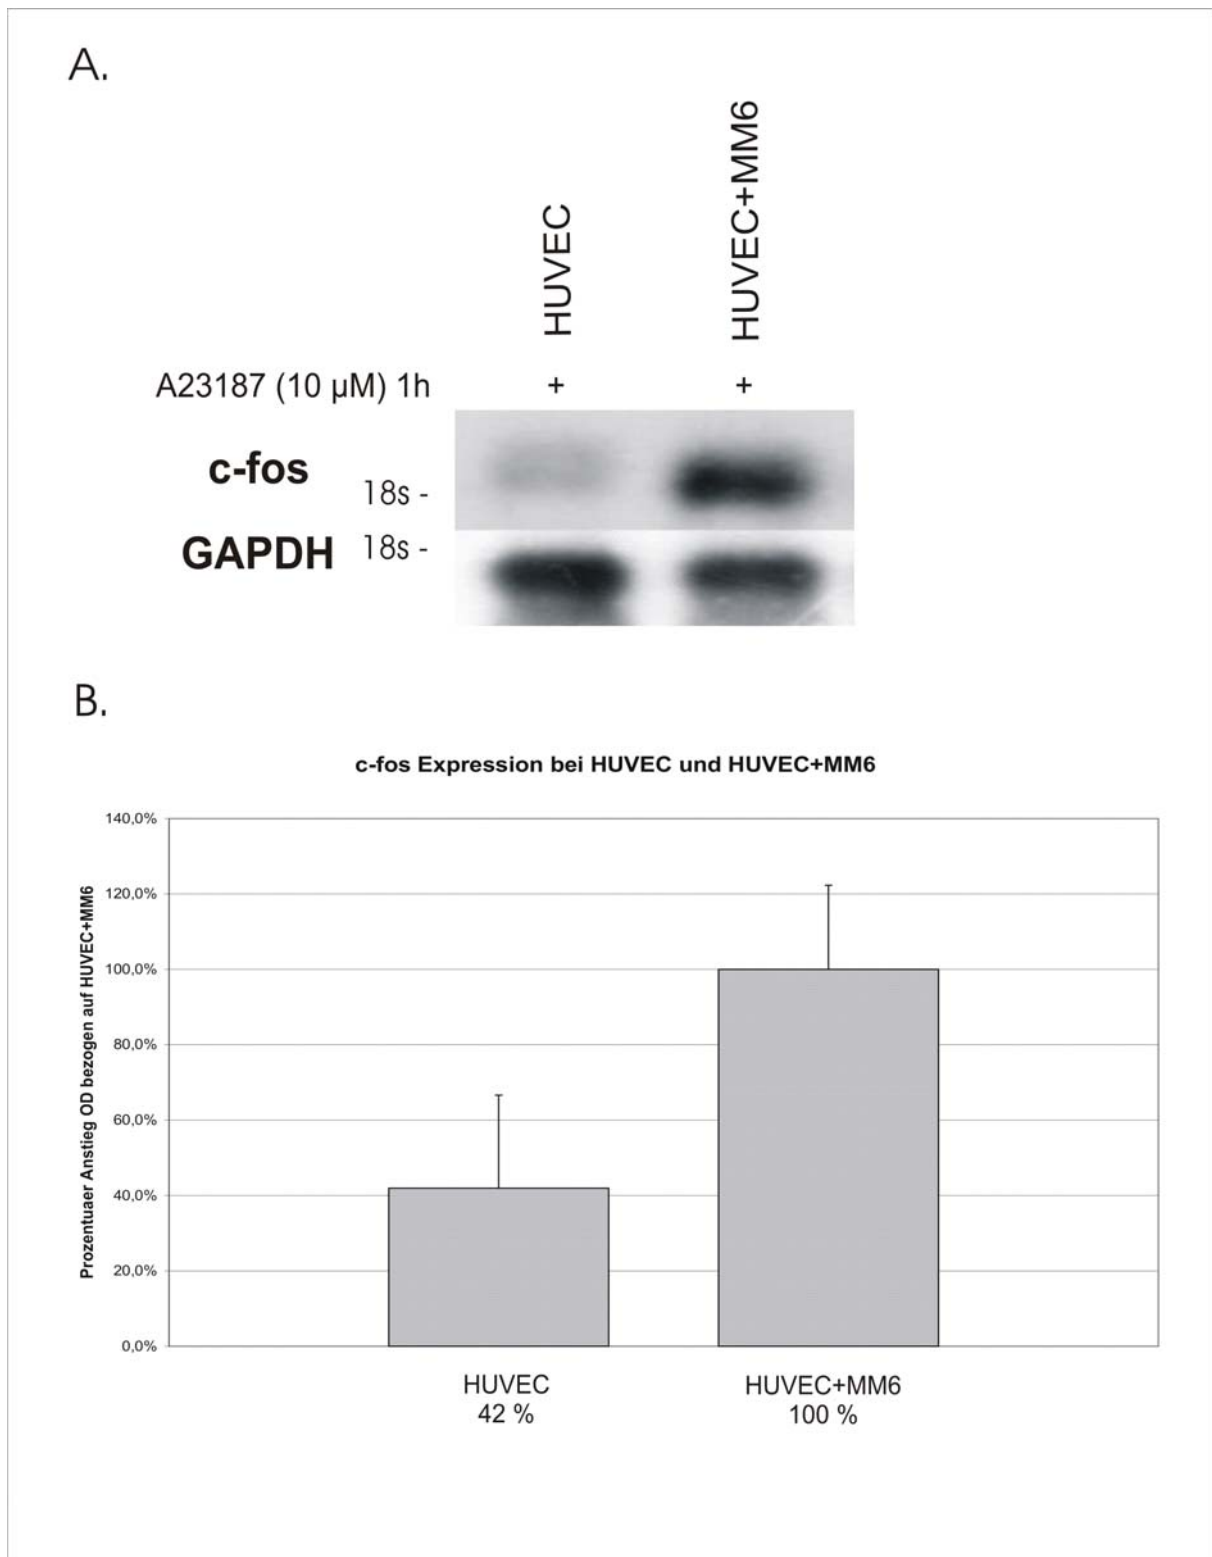 A.
HUVEC
HUVEC+MM6
A23187 (10 µM) 1h + +
c-fos 18s -
GAPDH 18s -
B.
c-fos Expression bei HUVEC und HUVEC+MM6
Prozentuaer Anstieg OD bezogen auf HUVEC+MM6
140,0%
120,0%
100,0%
80,0%
60,0%
40,0%
20,0%
0,0%
HUVEC HUVEC+MM6
42 % 100 %